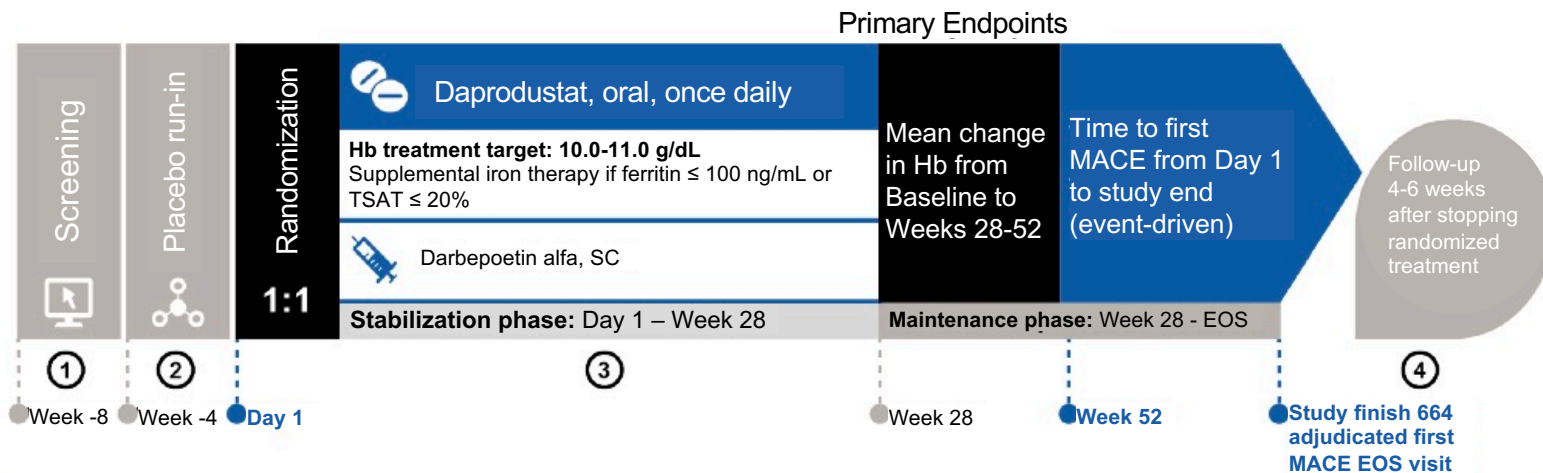 Primary Endpoints
Screening
Placebo run-in
Randomization
1:1
Daprodustat, oral, once daily
Hb treatment target: 10.0-11.0 g/dL
Supplemental iron therapy if ferritin ≤ 100 ng/mL or
TSAT ≤ 20%
Darbepoetin alfa, SC
Stabilization phase: Day 1 – Week 28
Mean change
in Hb from
Baseline to
Weeks 28-52
Time to first
MACE from Day 1
to study end
(event-driven)
Maintenance phase: Week 28 - EOS
Follow-up
4-6 weeks
after stopping
randomized
treatment
1
2
3
4
Week -8
Week -4
Day 1
Week 28
Week 52
Study finish 664
adjudicated first
MACE EOS visit